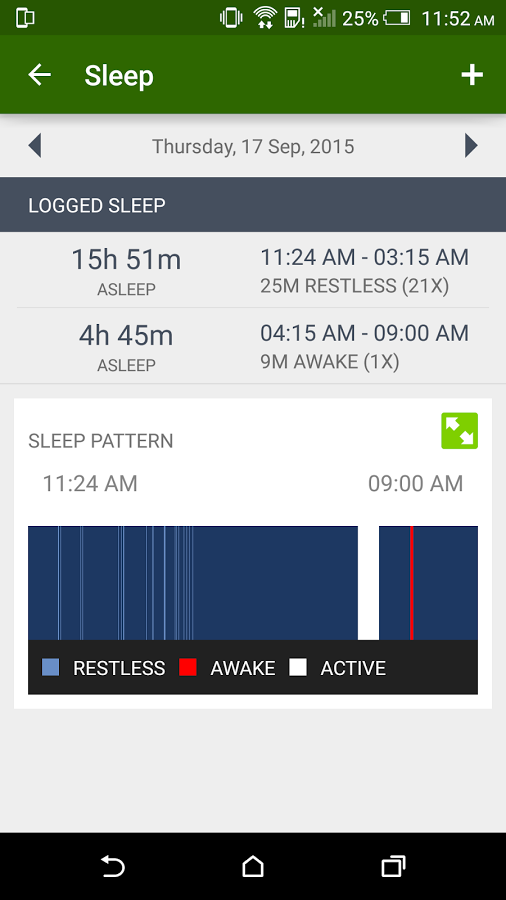 25% 11:52 AM
Sleep
Thursday, 17 Sep, 2015
LOGGED SLEEP
15h 51m 11:24 AM - 03:15 AM
ASLEEP 25M RESTLESS (21X)
4h 45m 04:15 AM - 09:00 AM
ASLEEP 9M AWAKE (1X)
SLEEP PATTERN
11:24 AM 09:00 AM
RESTLESS AWAKE ACTIVE